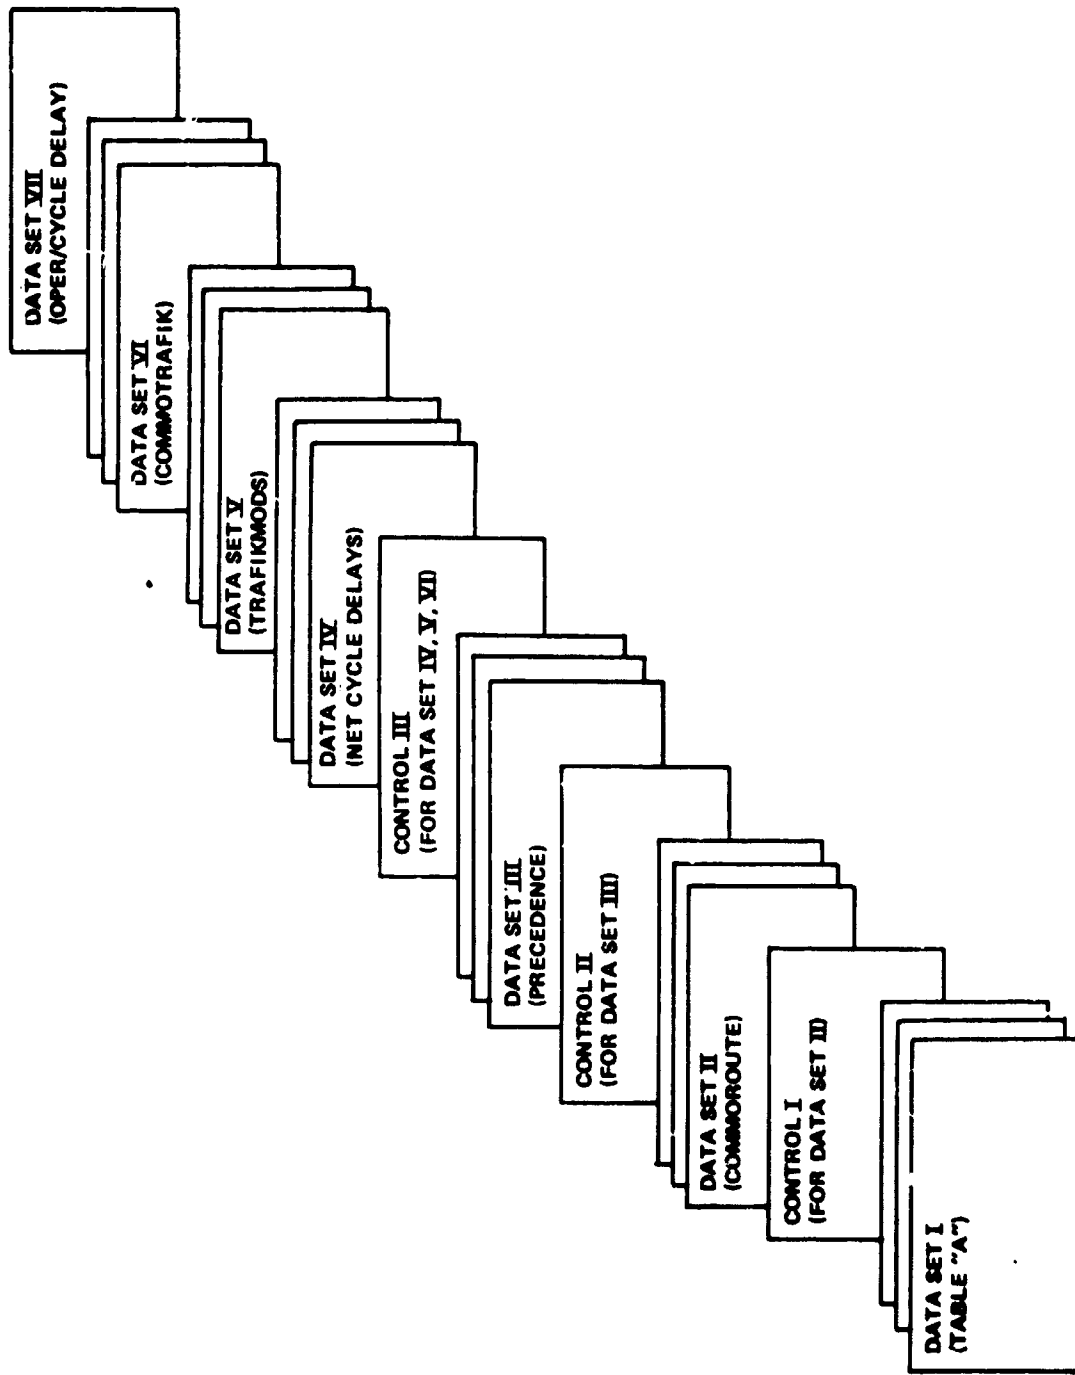 DATA SET VII
(OPER/CYCLE DELAY)
DATA SET VI
(COMMOTRAFIK)
DATA SET V
(TRAFIKMODS)
DATA SET IV
(NET CYCLE DELAYS)
CONTROL III
(FOR DATA SET IV, V, VI)
DATA SET III
(PRECEDENCE)
CONTROL II
(FOR DATA SET III)
DATA SET II
(COMMOROUTE)
CONTROL I
(FOR DATA SET II)
DATA SET I
(TABLE "A")